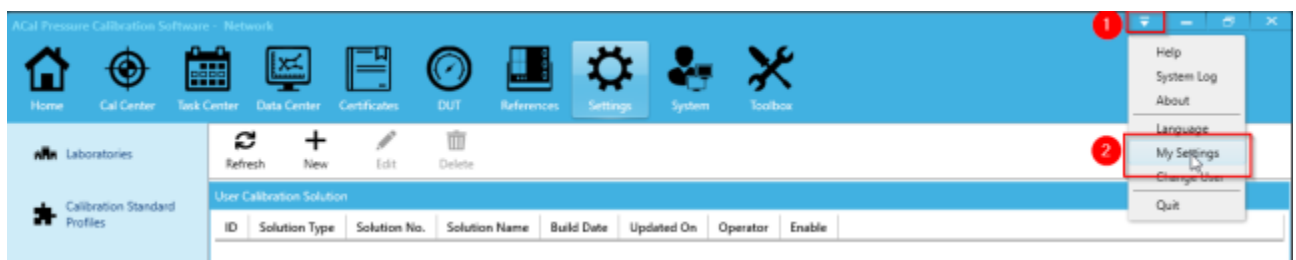 ACal Pressure Calibration Software - Network
1
Home Cal Center Task Center Data Center Certificates DUT References Settings System Toolbox
Help
System Log
About
Language
2 My Settings
Change User
Quit
Laboratories
Calibration Standard
Profiles
Refresh New Edit Delete
User Calibration Solution
ID Solution Type Solution No. Solution Name Build Date Updated On Operator Enable